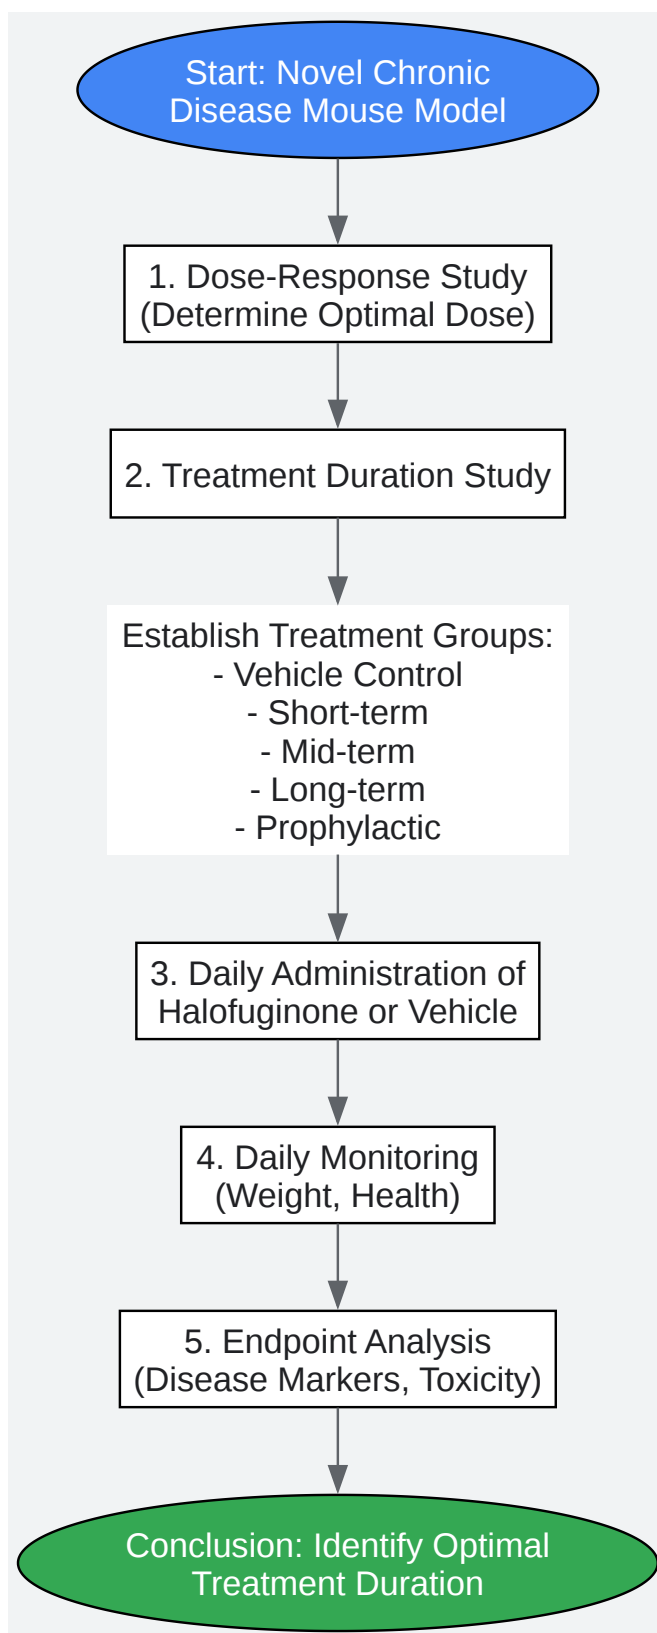 Start: Novel Chronic
Disease Mouse Model
1. Dose-Response Study
(Determine Optimal Dose)
2. Treatment Duration Study
Establish Treatment Groups:
- Vehicle Control
- Short-term
- Mid-term
- Long-term
- Prophylactic
3. Daily Administration of
Halofuginone or Vehicle
4. Daily Monitoring
(Weight, Health)
5. Endpoint Analysis
(Disease Markers, Toxicity)
Conclusion: Identify Optimal
Treatment Duration